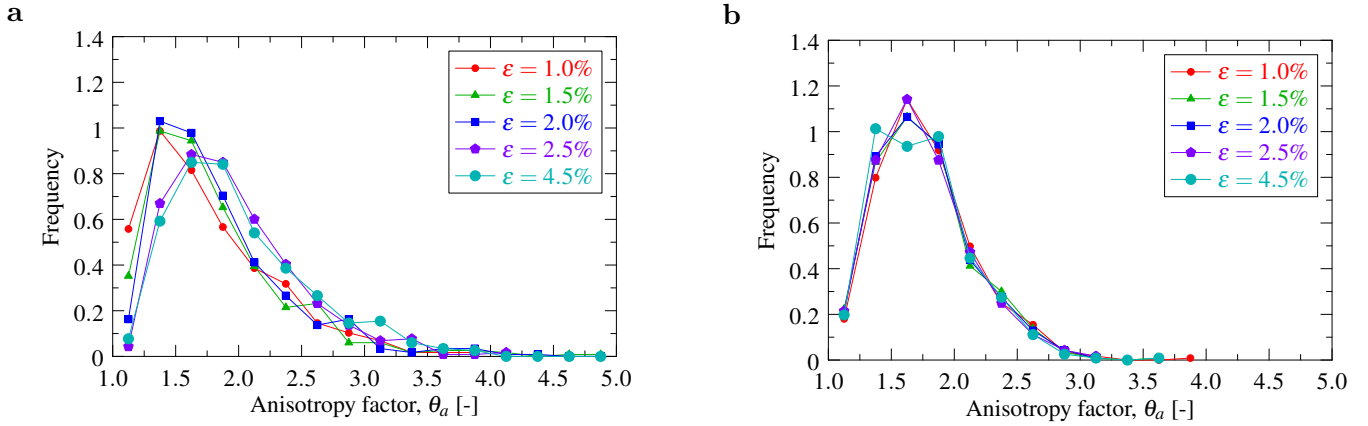 a
1.4
1.2
1
0.8
0.6
0.4
0.2
0
Frequency
ε = 1.0%
ε = 1.5%
ε = 2.0%
ε = 2.5%
ε = 4.5%
1.0 1.5 2.0 2.5 3.0 3.5 4.0 4.5 5.0
Anisotropy factor, θa [-]
b
1.4
1.2
1
0.8
0.6
0.4
0.2
0
Frequency
ε = 1.0%
ε = 1.5%
ε = 2.0%
ε = 2.5%
ε = 4.5%
1.0 1.5 2.0 2.5 3.0 3.5 4.0 4.5 5.0
Anisotropy factor, θa [-]